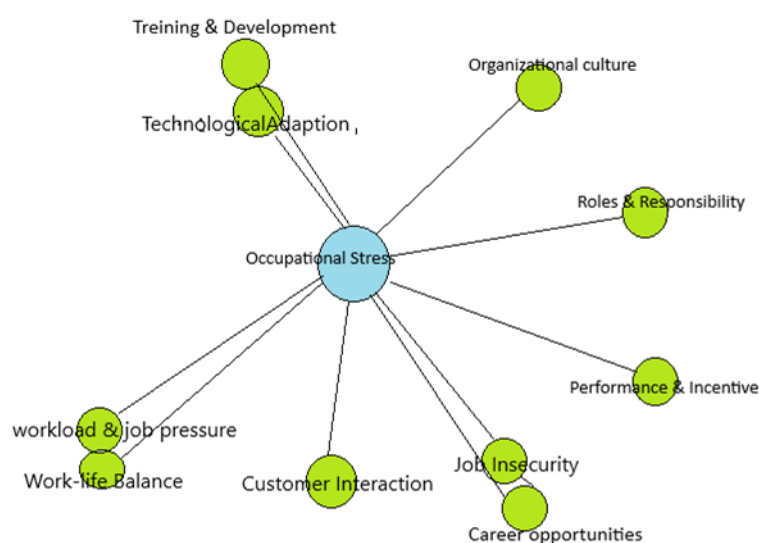 Treining & Development
Organizational culture
TechnologicalAdaption ,
Roles & Responsibility
Occupational Stress
Performance & Incentive
workload & job pressure
Job Insecurity
Work-life Balance
Customer Interaction
Career opportunities